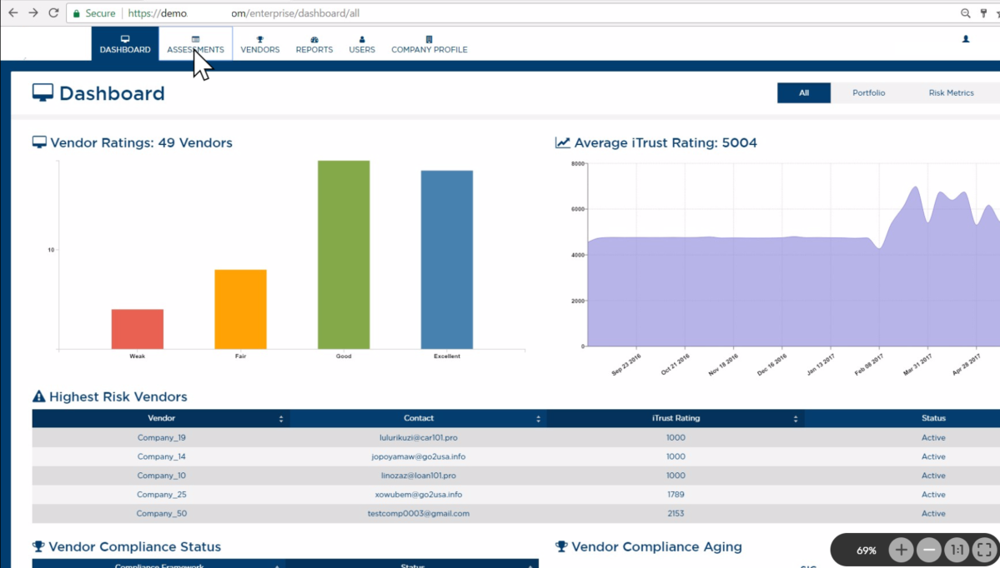 Secure https://demo. om/enterprise/dashboard/all
DASHBOARD ASSESSMENTS VENDORS REPORTS USERS COMPANY PROFILE
Dashboard
All Portfolio Risk Metrics
Vendor Ratings: 49 Vendors
10
Weak Fair Good Excellent
Average iTrust Rating: 5004
8000
6000
4000
2000
0
Sep 23 2016 Oct 21 2016 Nov 18 2016 Dec 16 2016 Jan 13 2017 Feb 08 2017 Mar 31 2017 Apr 28 2017
Highest Risk Vendors
Vendor Contact iTrust Rating Status
Company_19 lulurikuzi@car101.pro 1000 Active
Company_14 jopoyamaw@go2usa.info 1000 Active
Company_10 linozaz@loan101.pro 1000 Active
Company_25 xowubem@go2usa.info 1789 Active
Company_50 testcomp0003@gmail.com 2153 Active
Vendor Compliance Status
Compliance Framework Status
Vendor Compliance Aging
69% 1:1